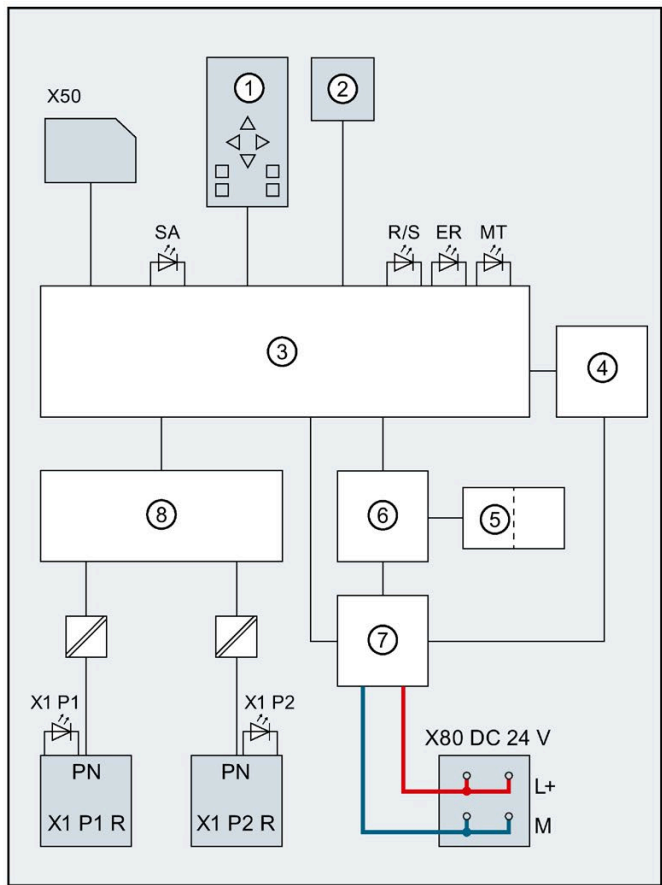 X50
①
②
SA
R/S ER MT
③
④
⑤
⑥
⑦
⑧
X1 P1
X1 P2
X80 DC 24 V
PN
X1 P1 R
PN
X1 P2 R
L+
M